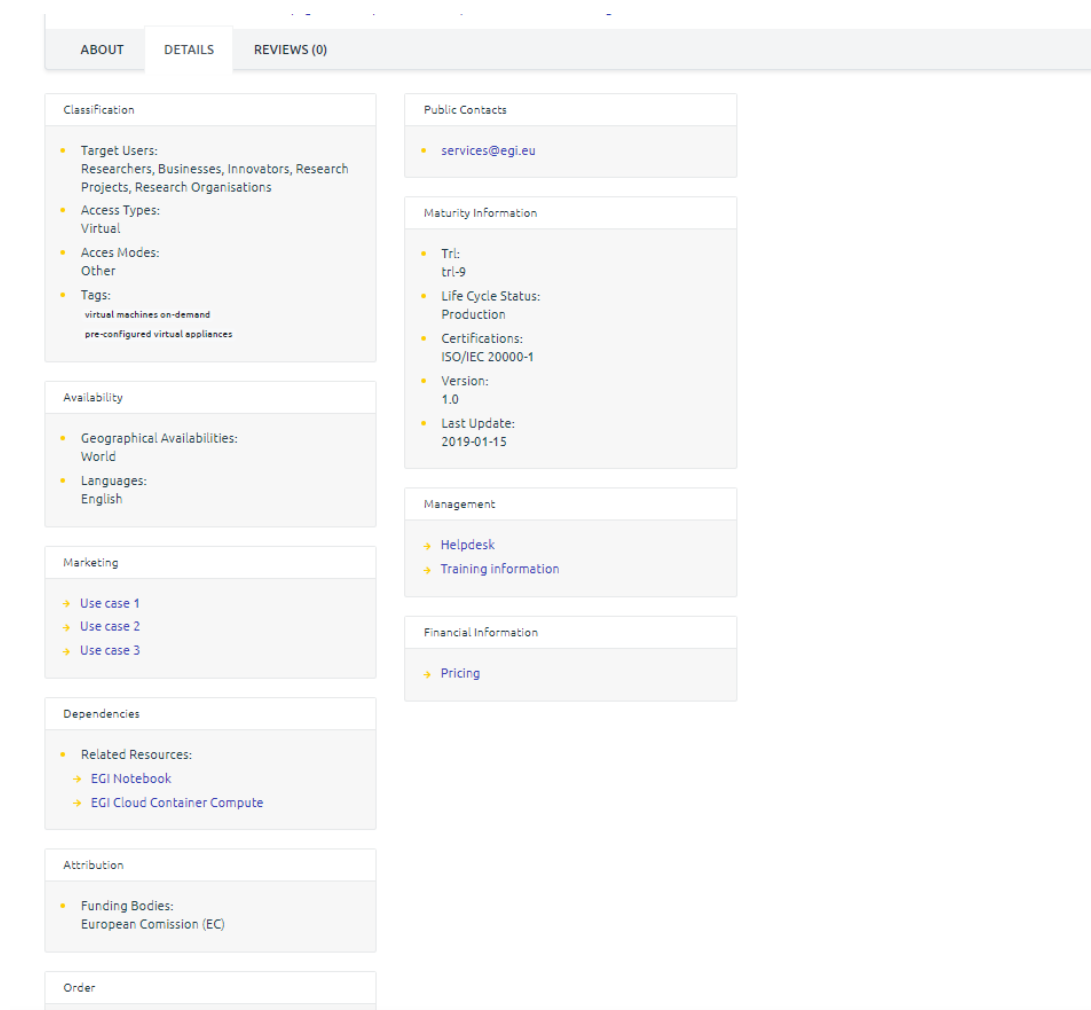 ABOUT
DETAILS
REVIEWS (0)
Classification
Target Users:
Researchers, Businesses, Innovators, Research
Projects, Research Organisations
Access Types:
Virtual
Acces Modes:
Other
Tags:
virtual machines on-demand
pre-configured virtual appliances
Availability
Geographical Availabilities:
World
Languages:
English
Marketing
Use case 1
Use case 2
Use case 3
Dependencies
Related Resources:
EGI Notebook
EGI Cloud Container Compute
Attribution
Funding Bodies:
European Comission (EC)
Order
Public Contacts
services@egi.eu
Maturity Information
Trl:
trl-9
Life Cycle Status:
Production
Certifications:
ISO/IEC 20000-1
Version:
1.0
Last Update:
2019-01-15
Management
Helpdesk
Training information
Financial Information
Pricing